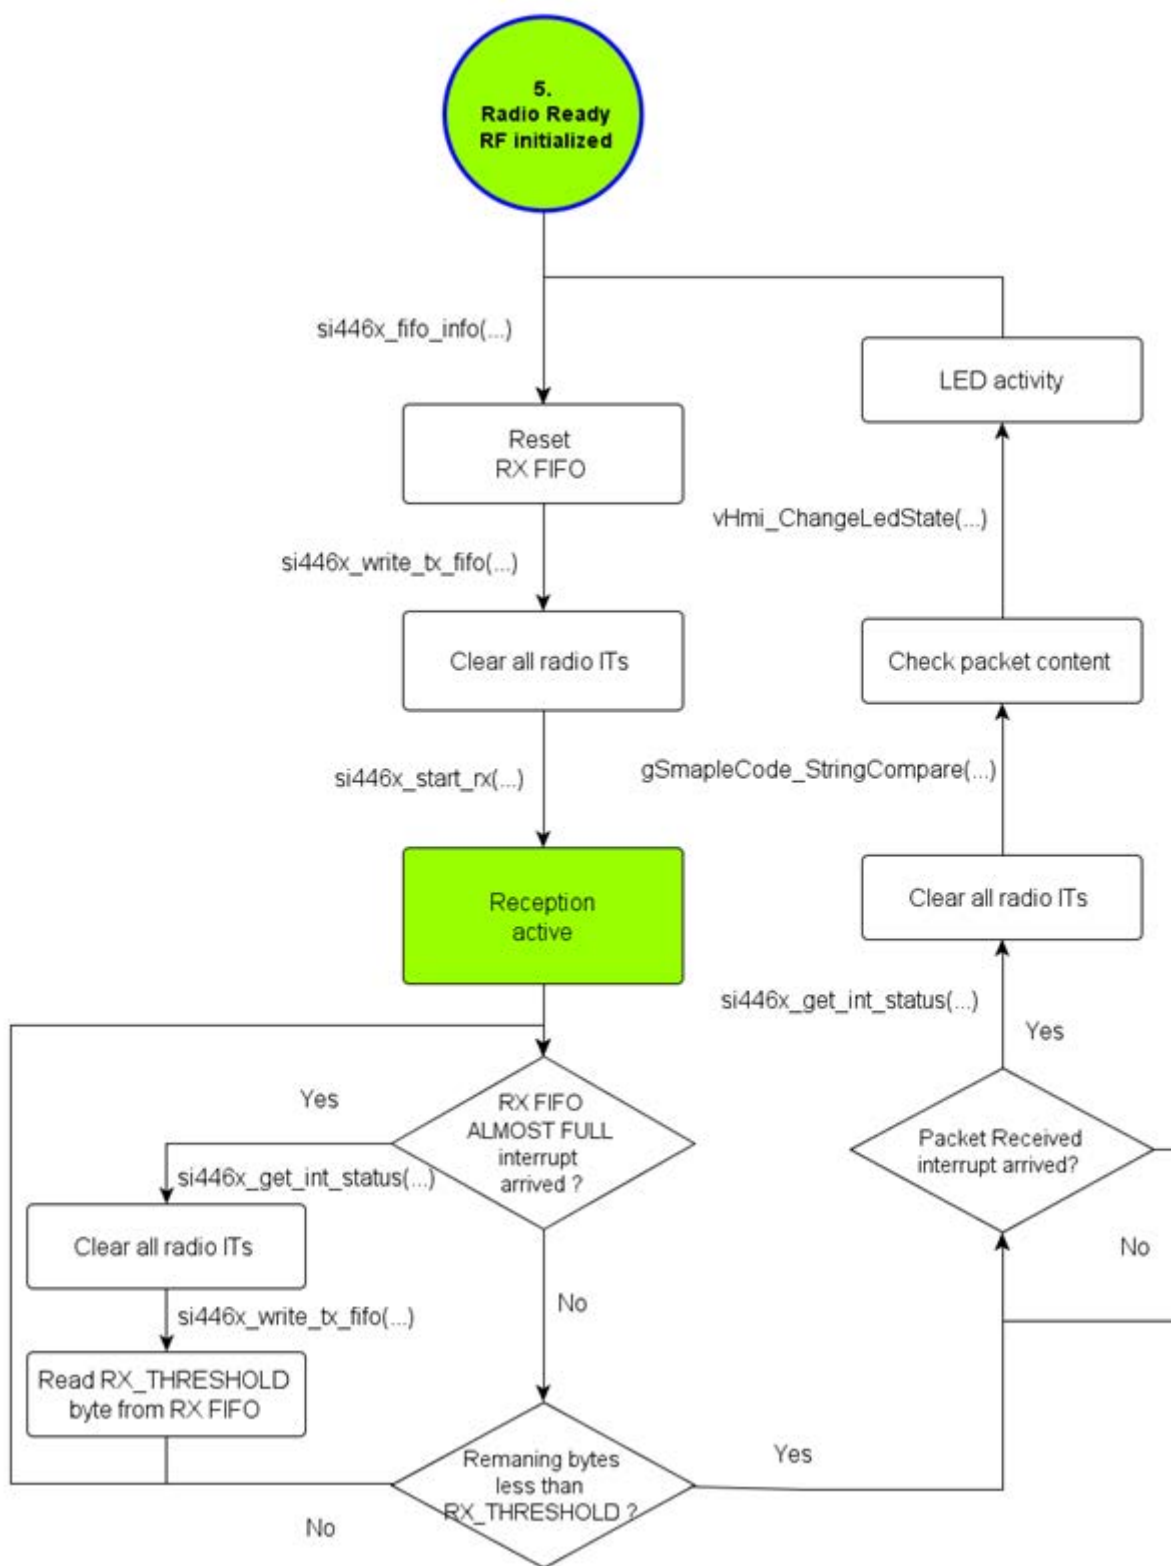 5.
Radio Ready
RF initialized
si446x_fifo_info(...)
LED activity
Reset
RX FIFO
vHmi_ChangeLedState(...)
si446x_write_tx_fifo(...)
Clear all radio ITs
Check packet content
si446x_start_rx(...)
gSmapleCode_StringCompare(...)
Reception
active
Clear all radio ITs
si446x_get_int_status(...)
Yes
Yes
RX FIFO
ALMOST FULL
interrupt
arrived ?
Packet Received
interrupt arrived?
si446x_get_int_status(...)
Clear all radio ITs
No
No
si446x_write_tx_fifo(...)
Read RX_THRESHOLD
byte from RX FIFO
Remaning bytes
less than
RX_THRESHOLD ?
Yes
No